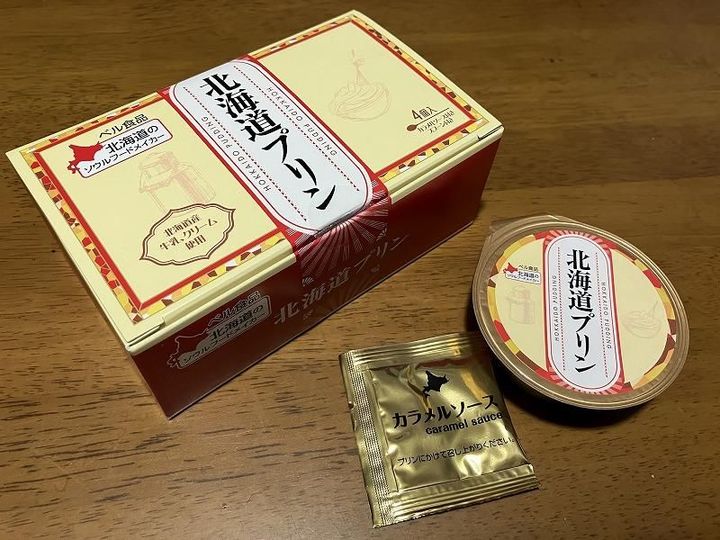 ベル食品
北海道の
ソウルフードメイカー
北海道プリン
HOKKAIDO PUDDING
HOKKAIDO PUDDING
4個入
北海道産
牛乳、クリーム
使用
ベル食品
北海道の
ソウルフードメイカー
北海道プリン
ベル食品
北海道の
ソウルフードメイカー
北海道プリン
HOKKAIDO PUDDING
HOKKAIDO PUDDING
カラメルソース
caramel sauce
プリンにかけて召し上がりください。